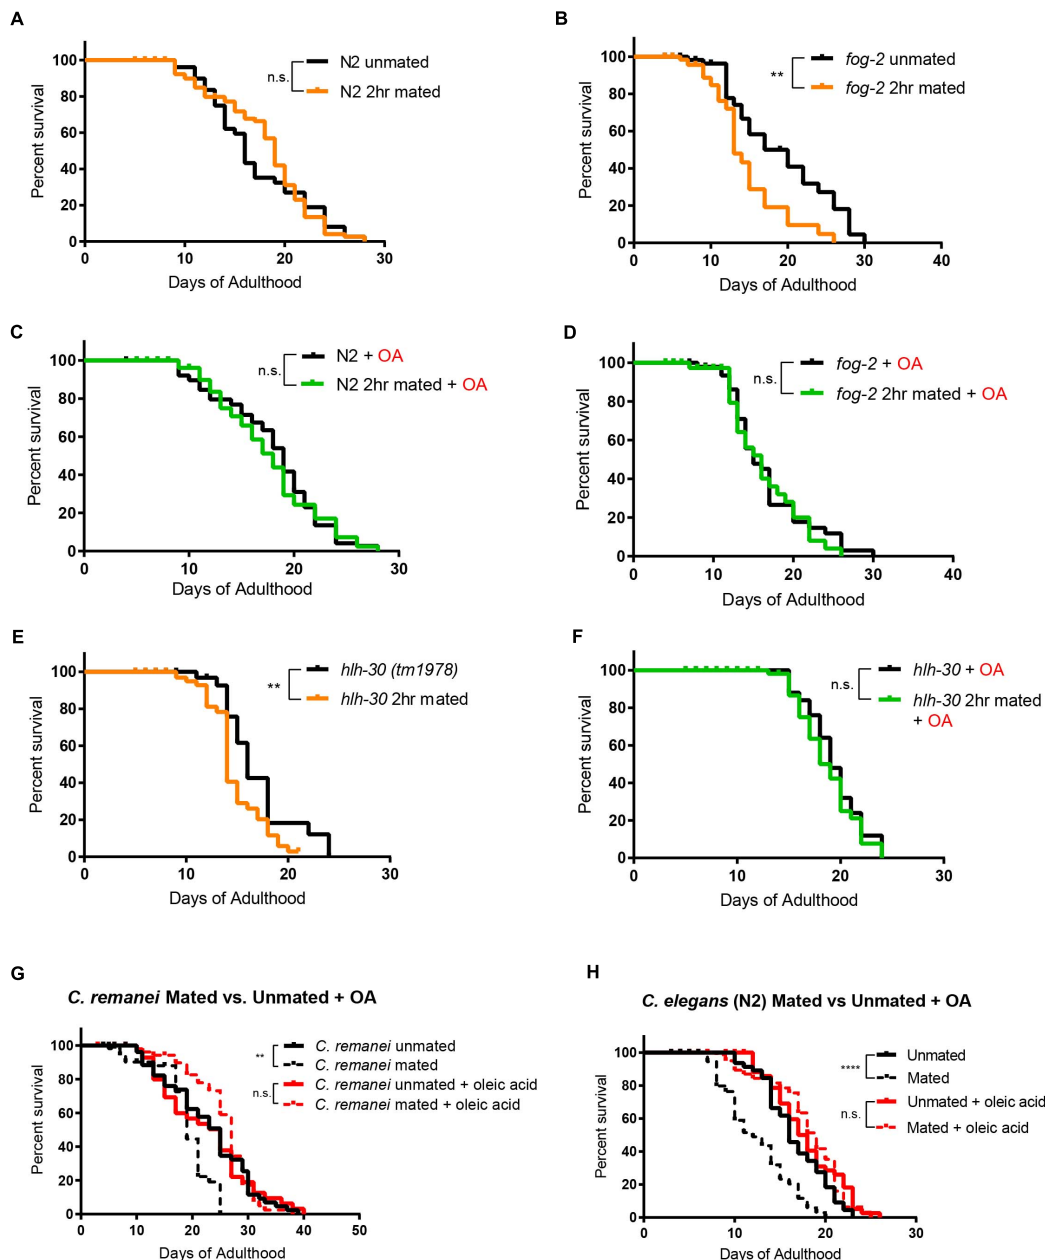 A
Percent survival
100
80
60
40
20
0
0 10 20 30
Days of Adulthood
n.s.
N2 unmated
N2 2hr mated
B
Percent survival
100
80
60
40
20
0
0 10 20 30 40
Days of Adulthood
**
fog-2 unmated
fog-2 2hr mated
C
Percent survival
100
80
60
40
20
0
0 10 20 30
Days of Adulthood
n.s.
N2 + OA
N2 2hr mated + OA
D
Percent survival
100
80
60
40
20
0
0 10 20 30 40
Days of Adulthood
n.s.
fog-2 + OA
fog-2 2hr mated + OA
E
Percent survival
100
80
60
40
20
0
0 10 20 30
Days of Adulthood
**
hlh-30 (tm1978)
hlh-30 2hr mated
F
Percent survival
100
80
60
40
20
0
0 10 20 30
Days of Adulthood
n.s.
hlh-30 + OA
hlh-30 2hr mated
+ OA
G
C. remanei Mated vs. Unmated + OA
Percent survival
100
80
60
40
20
0
0 10 20 30 40 50
Days of Adulthood
**
C. remanei unmated
C. remanei mated
n.s.
C. remanei unmated + oleic acid
C. remanei mated + oleic acid
H
C. elegans (N2) Mated vs Unmated + OA
Percent survival
100
80
60
40
20
0
0 10 20 30
Days of Adulthood
****
Unmated
Mated
n.s.
Unmated + oleic acid
Mated + oleic acid